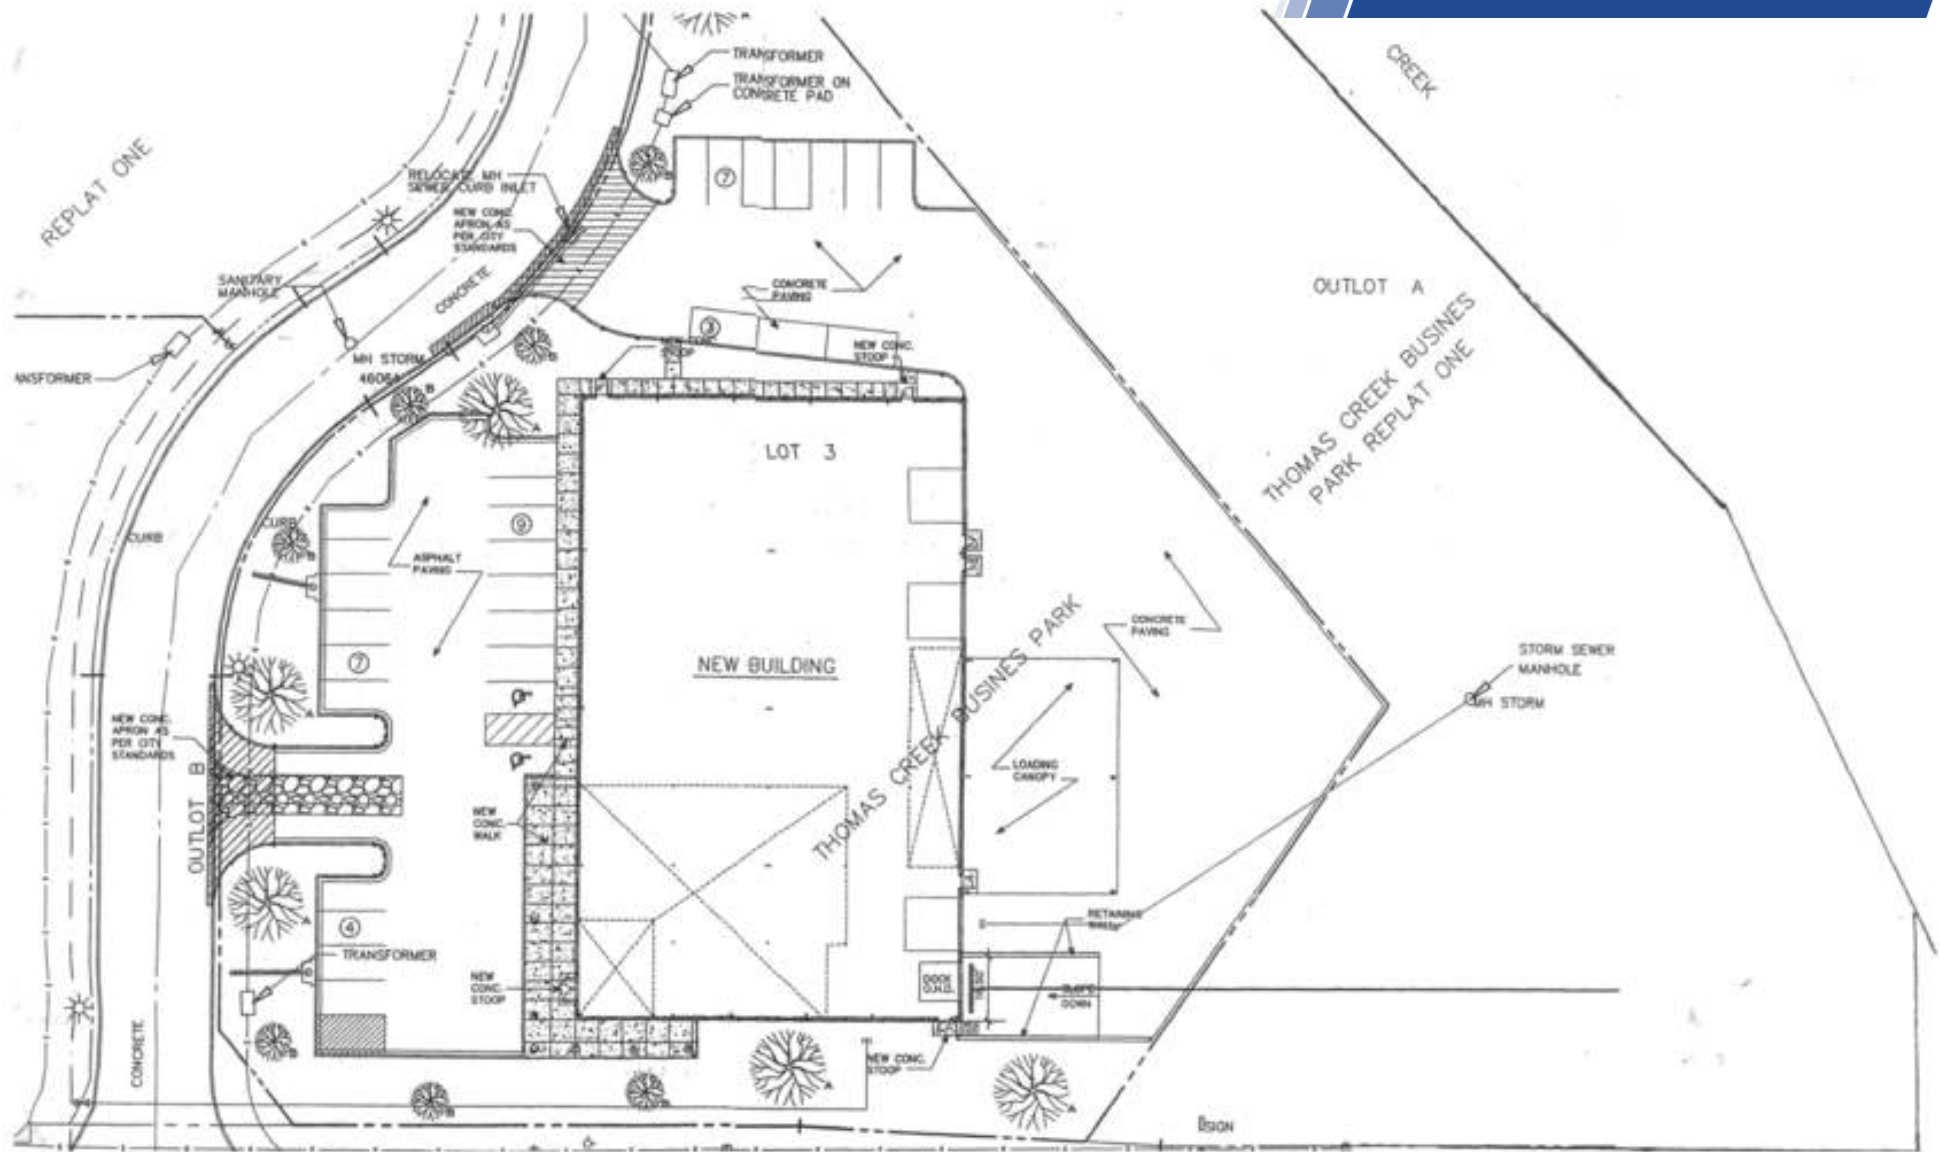 CREEK
TRANSFORMER
TRANSFORMER ON
CONCRETE PAD
REPLAT ONE
RELOCATE MH
SEWER CURB INLET
⑦
NEW CONC.
APRON AS
PER CITY
STANDARDS
SANITARY
MANHOLE
CONCRETE
CONCRETE
PAVING
OUTLOT A
③
NEW CONC.
STOOP
NEW CONC.
STOOP
MH STORM
THOMAS CREEK BUSINES
PARK REPLAT ONE
LOT 3
CURB
CURB
⑨
ASPHALT
PAVING
CONCRETE
PAVING
⑦
NEW BUILDING
THOMAS CREEK BUSINES PARK
STORM SEWER
MANHOLE
MH STORM
NEW CONC.
APRON AS
PER CITY
STANDARDS
OUTLOT B
LOADING
CANOPY
NEW
CONC.
WALK
RETAINING
④
TRANSFORMER
NEW
CONC.
STOOP
DOCK
O.H.D.
DOWN
CONCRETE
NEW CONC.
STOOP
SIGN
A
A
A
A
A
A
B
B
B
B
B
B
B